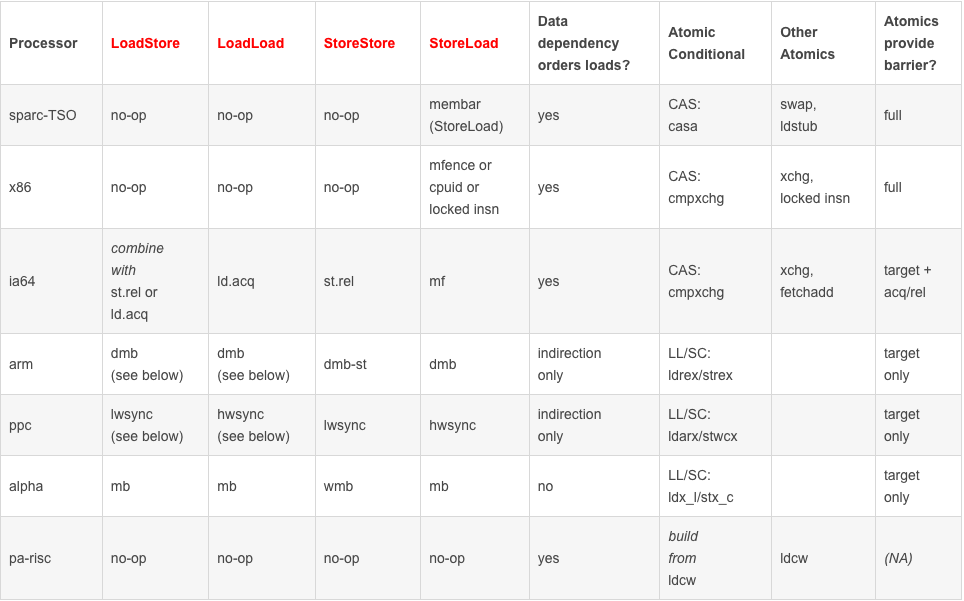 Processor
LoadStore
LoadLoad
StoreStore
StoreLoad
Data
dependency
orders loads?
Atomic
Conditional
Other
Atomics
Atomics
provide
barrier?
sparc-TSO
no-op
no-op
no-op
membar
(StoreLoad)
yes
CAS:
casa
swap,
ldstub
full
x86
no-op
no-op
no-op
mfence or
cpuid or
locked insn
yes
CAS:
cmpxchg
xchg,
locked insn
full
ia64
combine
with
st.rel or
ld.acq
ld.acq
st.rel
mf
yes
CAS:
cmpxchg
xchg,
fetchadd
target +
acq/rel
arm
dmb
(see below)
dmb
(see below)
dmb-st
dmb
indirection
only
LL/SC:
ldrex/strex
target
only
ppc
lwsync
(see below)
hwsync
(see below)
lwsync
hwsync
indirection
only
LL/SC:
ldarx/stwcx
target
only
alpha
mb
mb
wmb
mb
no
LL/SC:
ldx_l/stx_c
target
only
pa-risc
no-op
no-op
no-op
no-op
yes
build
from
ldcw
ldcw
(NA)